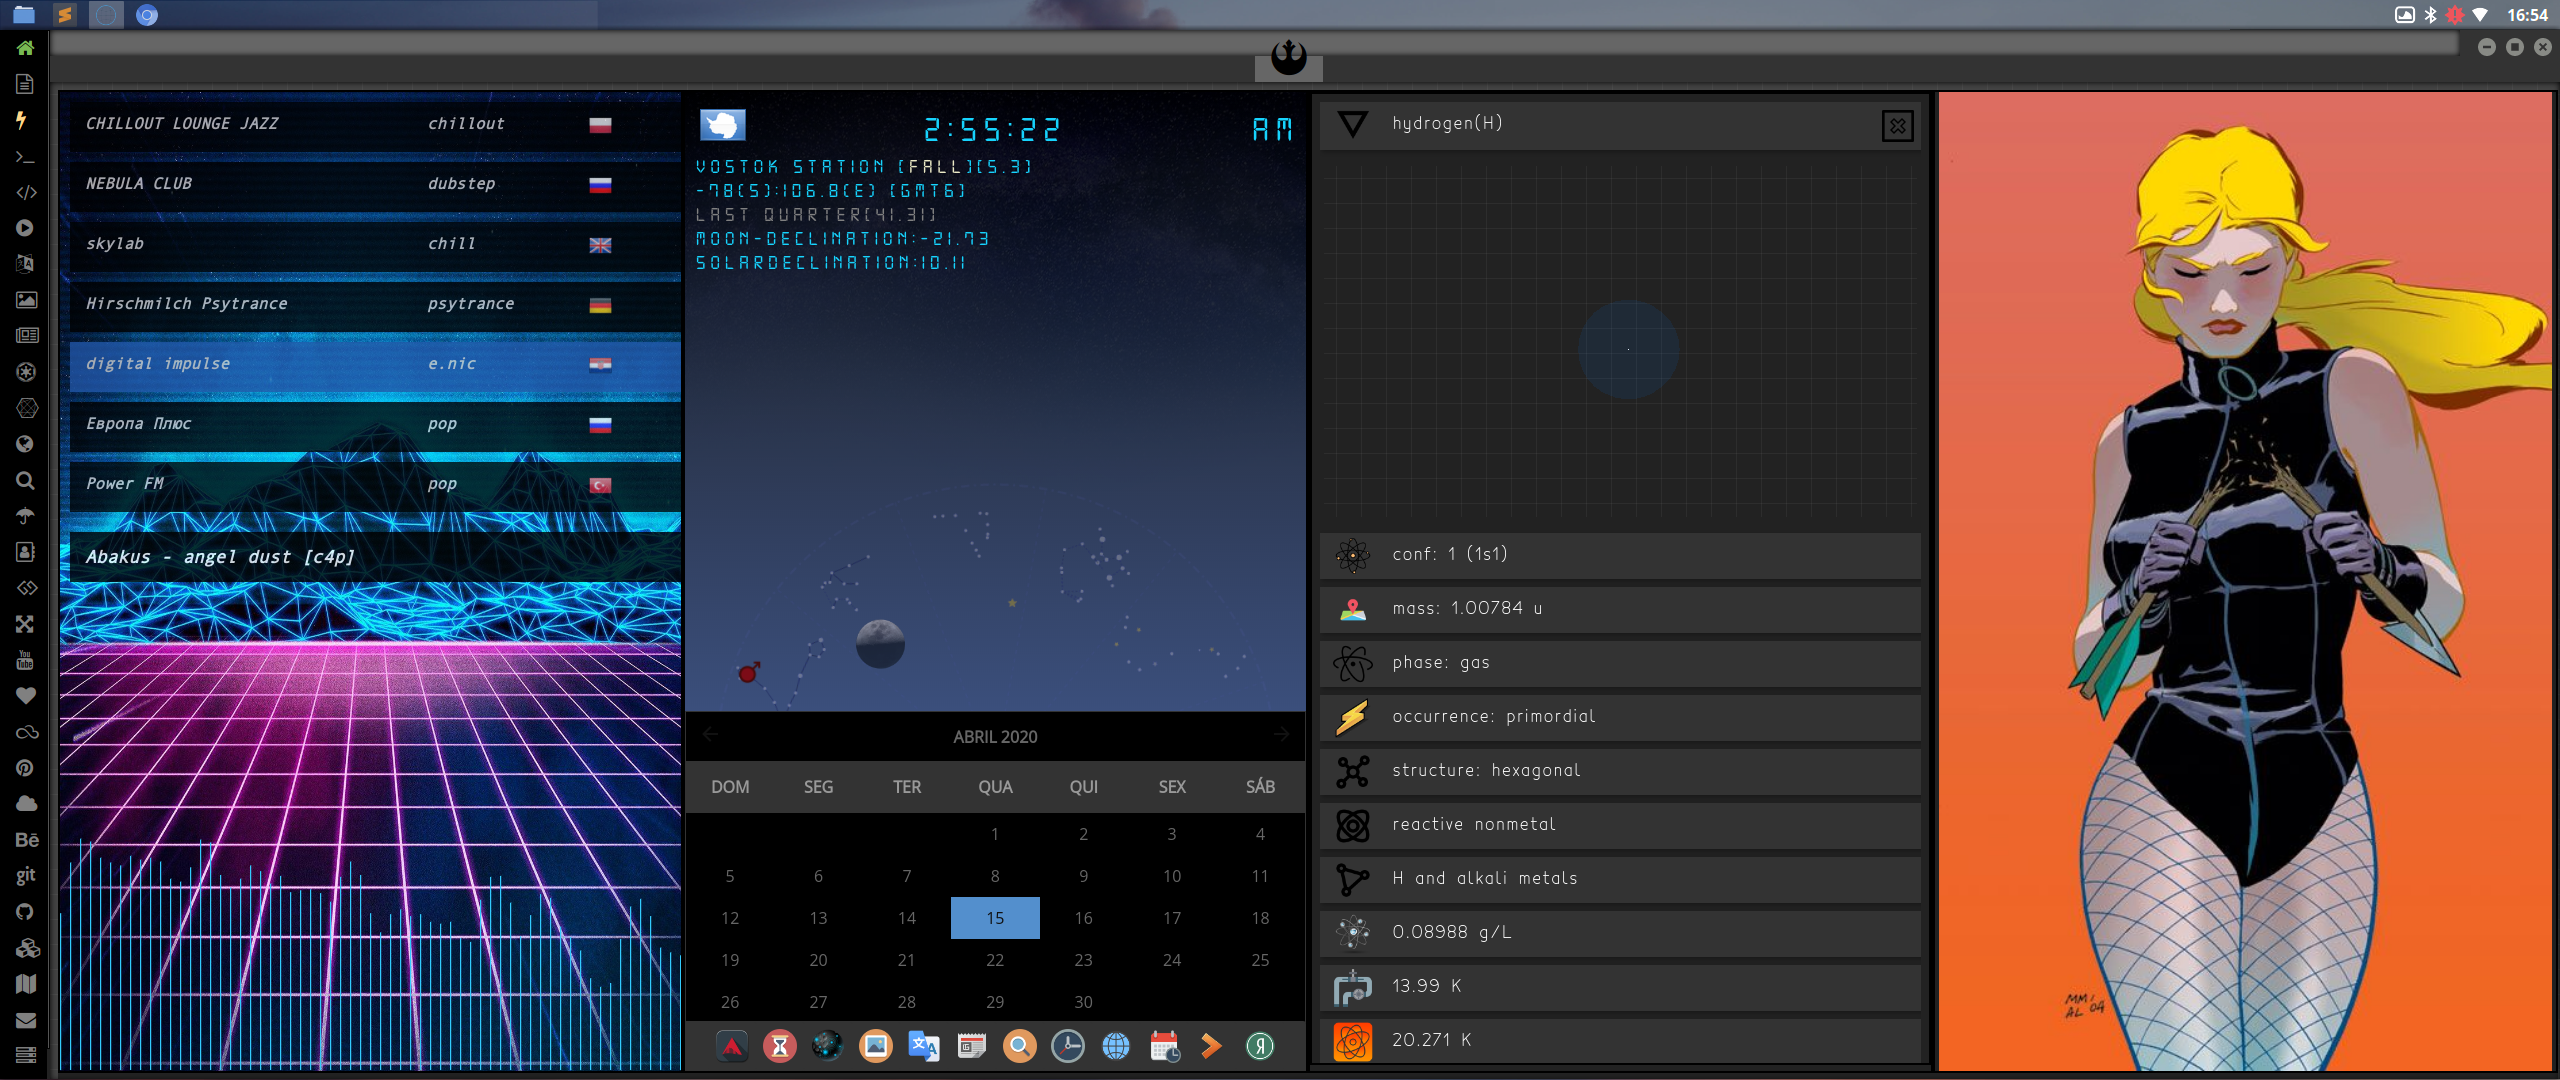 16:54
CHILLOUT LOUNGE JAZZ chillout
NEBULA CLUB dubstep
skylab chill
Hirschmilch Psytrance psytrance
digital impulse e.nic
Европа Плюс pop
Power FM pop
Abakus - angel dust [c4p]
You
Tube
Bē
git
2:55:22 AM
VOSTOK STATION [FALL][5.3]
-78(S):106.8(E) [GMT6]
LAST QUARTER[41.31]
MOON-DECLINATION:-21.73
SOLARDECLINATION:10.11
ABRIL 2020
DOM SEG TER QUA QUI SEX SÁB
1 2 3 4
5 6 7 8 9 10 11
12 13 14 15 16 17 18
19 20 21 22 23 24 25
26 27 28 29 30
hydrogen(H)
conf: 1 (1s1)
mass: 1.00784 u
phase: gas
occurrence: primordial
structure: hexagonal
reactive nonmetal
H and alkali metals
0.08988 g/L
13.99 K
20.271 K